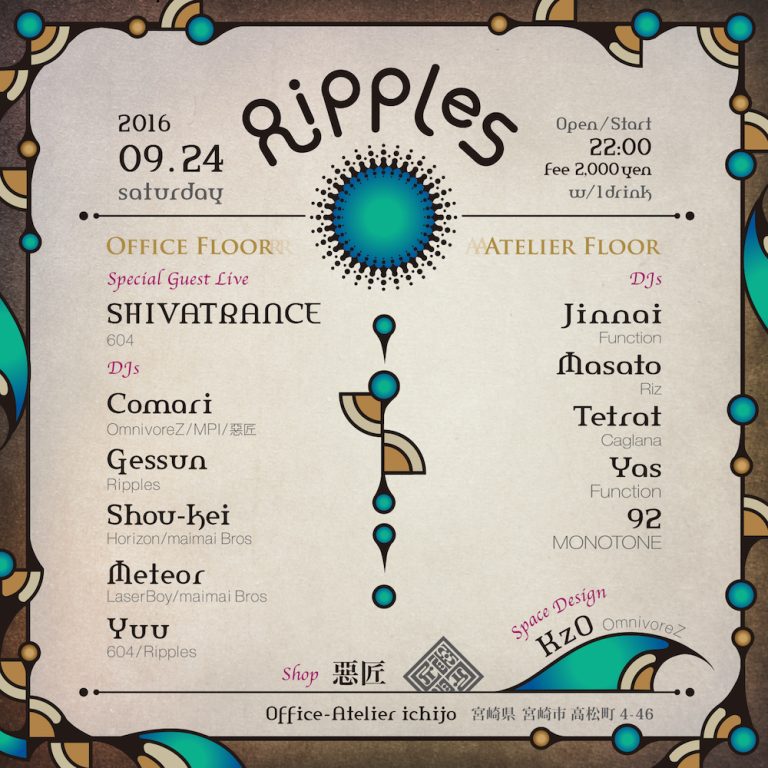 Ripples
2016
09.24
saturday
Open/Start
22:00
fee 2,000yen
w/1drink
OFFICE FLOOR
Special Guest Live
SHIVATRANCE
604
DJs
Comari
OmnivoreZ/MPI/惡匠
Gessun
Ripples
Shou-kei
Horizon/maimai Bros
Meteor
LaserBoy/maimai Bros
Yuu
604/Ripples
ATELIER FLOOR
DJs
Jinnai
Function
Masato
Riz
Tetrat
Caglana
Yas
Function
92
MONOTONE
Space Design
KzO OmnivoreZ
Shop 惡匠
Office-Atelier ichijo 宮崎県 宮崎市 高松町 4-46